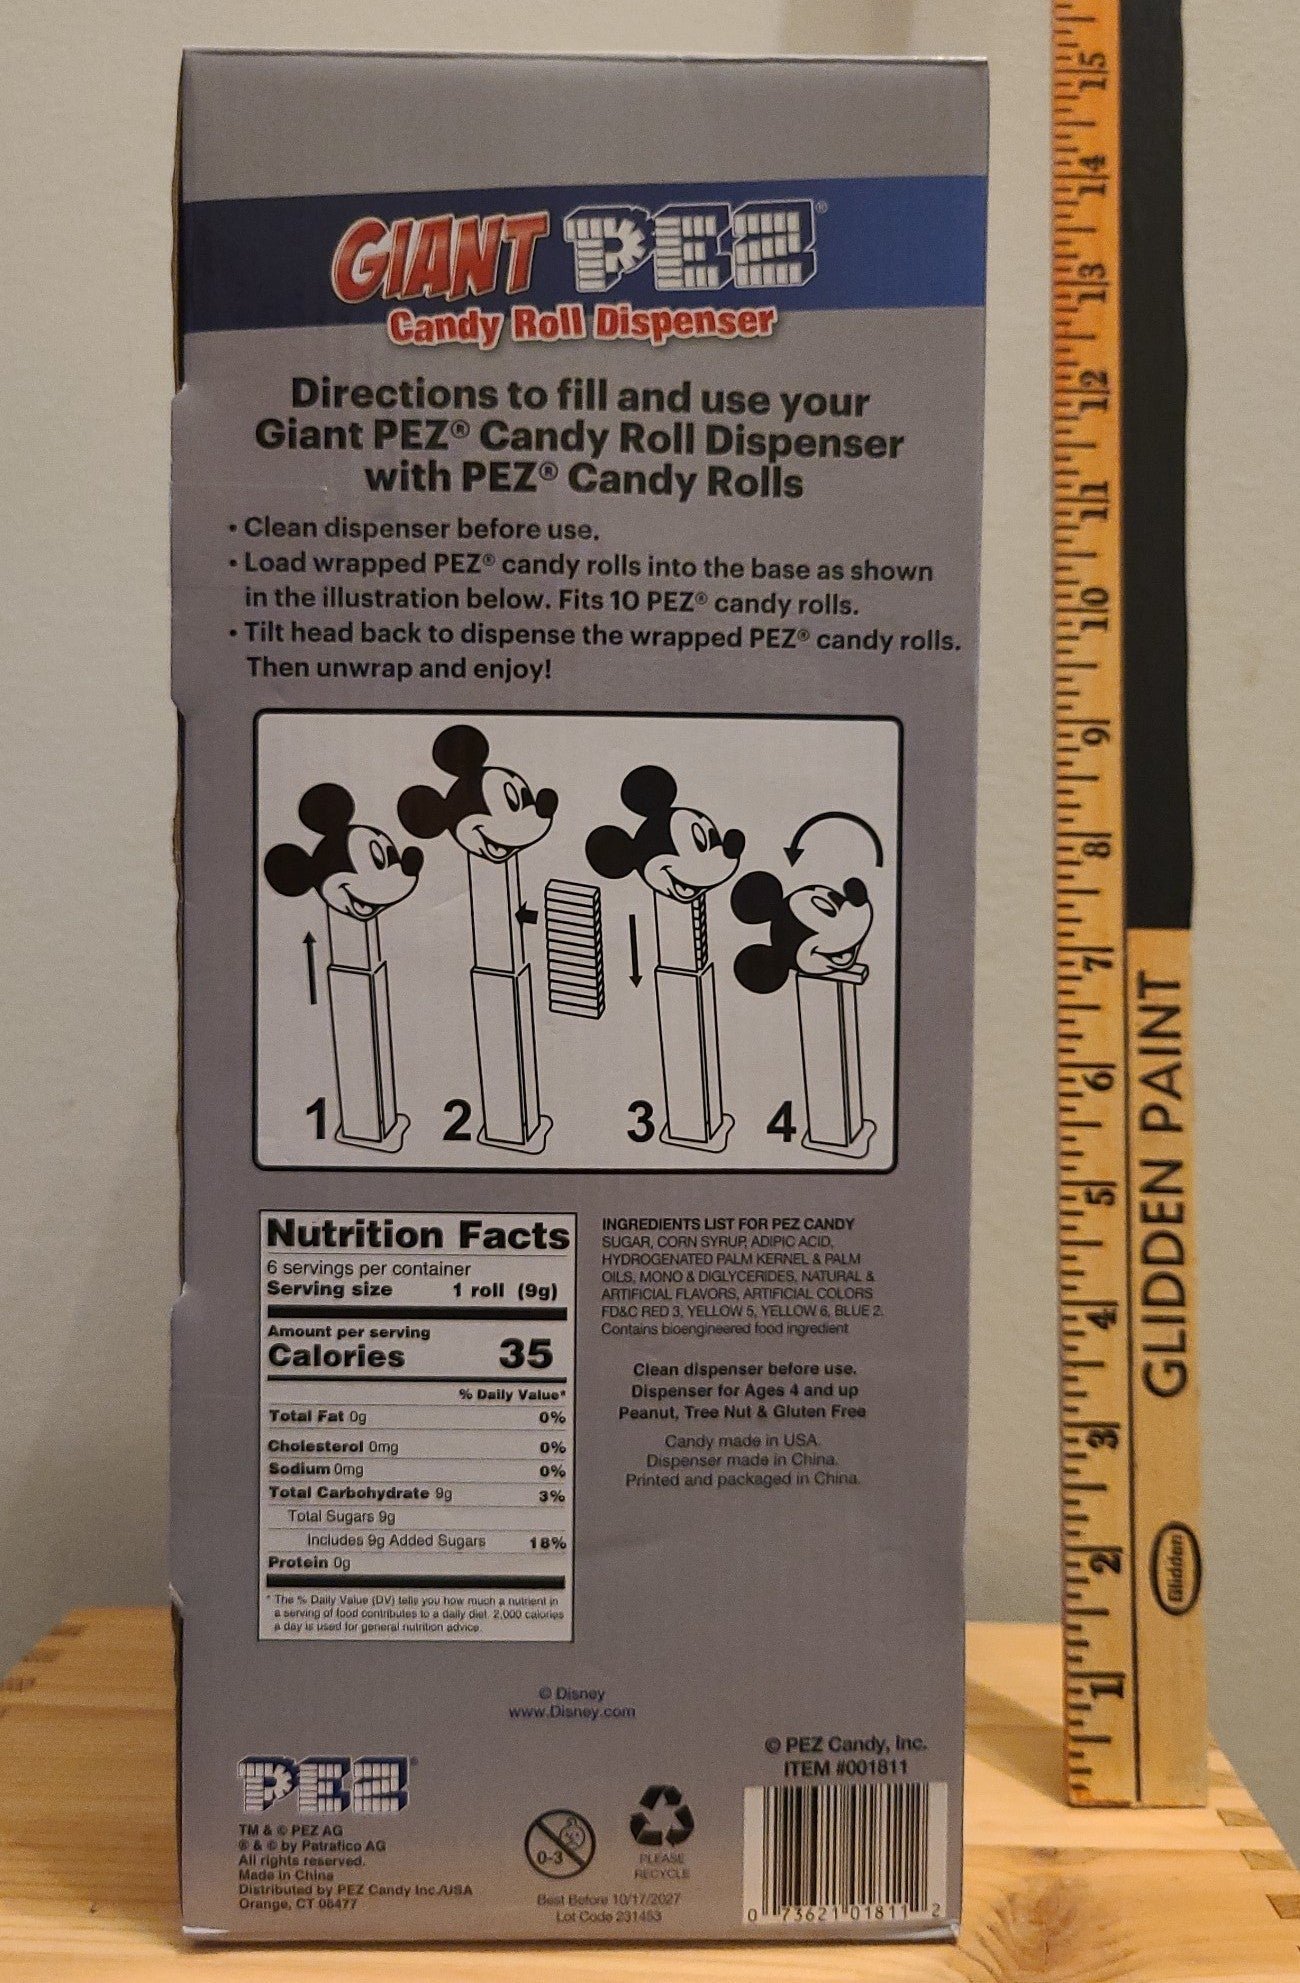 GIANT PEZ®
Candy Roll Dispenser
Directions to fill and use your
Giant PEZ® Candy Roll Dispenser
with PEZ® Candy Rolls
• Clean dispenser before use.
• Load wrapped PEZ® candy rolls into the base as shown
in the illustration below. Fits 10 PEZ® candy rolls.
• Tilt head back to dispense the wrapped PEZ® candy rolls.
Then unwrap and enjoy!
1 2 3 4
Nutrition Facts
6 servings per container
Serving size 1 roll (9g)
Amount per serving
Calories 35
% Daily Value*
Total Fat 0g 0%
Cholesterol 0mg 0%
Sodium 0mg 0%
Total Carbohydrate 9g 3%
Total Sugars 9g
Includes 9g Added Sugars 18%
Protein 0g
* The % Daily Value (DV) tells you how much a nutrient in
a serving of food contributes to a daily diet. 2,000 calories
a day is used for general nutrition advice.
INGREDIENTS LIST FOR PEZ CANDY
SUGAR, CORN SYRUP, ADIPIC ACID,
HYDROGENATED PALM KERNEL & PALM
OILS, MONO & DIGLYCERIDES, NATURAL &
ARTIFICIAL FLAVORS, ARTIFICIAL COLORS
FD&C RED 3, YELLOW 5, YELLOW 6, BLUE 2.
Contains bioengineered food ingredient
Clean dispenser before use.
Dispenser for Ages 4 and up
Peanut, Tree Nut & Gluten Free
Candy made in USA.
Dispenser made in China.
Printed and packaged in China.
© Disney
www.Disney.com
PEZ®
TM & © PEZ AG
® & © by Patrafico AG
All rights reserved.
Made in China
Distributed by PEZ Candy Inc./USA
Orange, CT 06477
0-3
PLEASE
RECYCLE
Best Before 10/17/2027
Lot Code 231453
© PEZ Candy, Inc.
ITEM #001811
0 73621 01811 2
15
14
13
12
11
10
9
8
7
6
5
4
3
2
1
GLIDDEN PAINT
Glidden